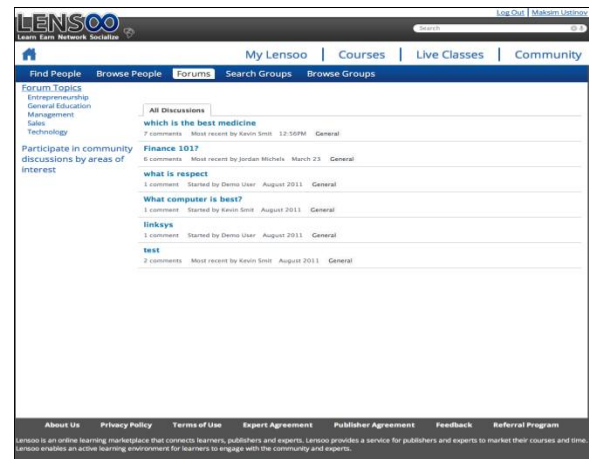 Log Out | Maksim Ustinov
LENSOO
Learn Earn Network Socialize
Search
My Lensoo | Courses | Live Classes | Community
Find People Browse People Forums Search Groups Browse Groups
Forum Topics
Entrepreneurship
General Education
Management
Sales
Technology
Participate in community
discussions by areas of
interest
All Discussions
which is the best medicine
7 comments Most recent by Kevin Smit 12:56PM General
Finance 101?
6 comments Most recent by Jordan Michels March 23 General
what is respect
1 comment Started by Demo User August 2011 General
What computer is best?
1 comment Started by Kevin Smit August 2011 General
linksys
1 comment Started by Demo User August 2011 General
test
2 comments Most recent by Kevin Smit August 2011 General
About Us Privacy Policy Terms of Use Expert Agreement Publisher Agreement Feedback Referral Program
Lensoo is an online learning marketplace that connects learners, publishers and experts. Lensoo provides a service for publishers and experts to market their courses and time.
Lensoo enables an active learning environment for learners to engage with the community and experts.